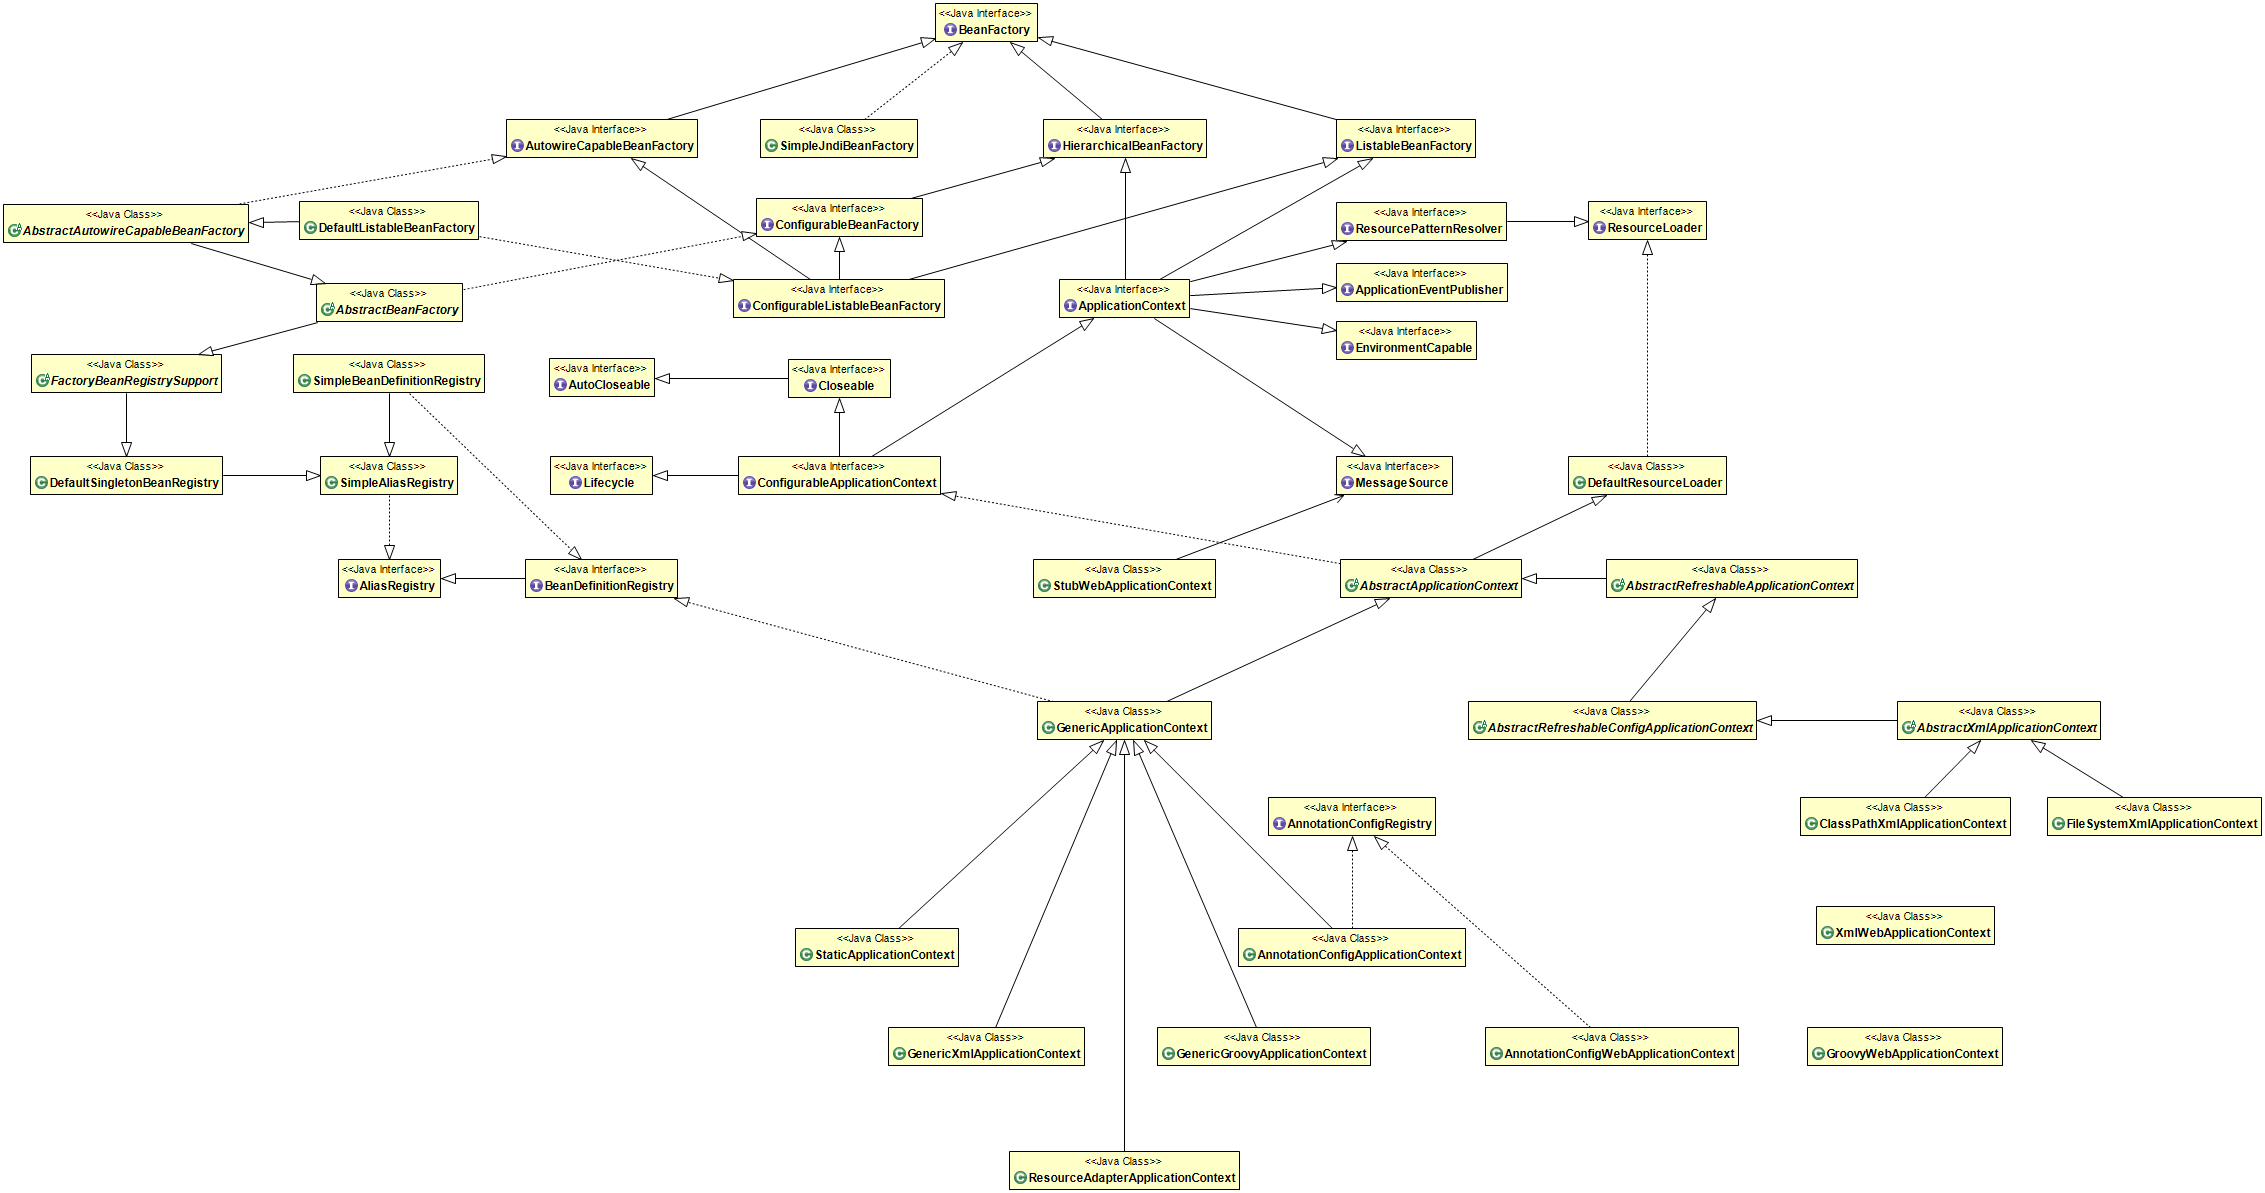 <<Java Interface>>
BeanFactory
<<Java Interface>>
AutowireCapableBeanFactory
<<Java Class>>
SimpleJndiBeanFactory
<<Java Interface>>
HierarchicalBeanFactory
<<Java Interface>>
ListableBeanFactory
<<Java Class>>
AbstractAutowireCapableBeanFactory
<<Java Class>>
DefaultListableBeanFactory
<<Java Interface>>
ConfigurableBeanFactory
<<Java Interface>>
ResourcePatternResolver
<<Java Interface>>
ResourceLoader
<<Java Class>>
AbstractBeanFactory
<<Java Interface>>
ConfigurableListableBeanFactory
<<Java Interface>>
ApplicationContext
<<Java Interface>>
ApplicationEventPublisher
<<Java Interface>>
EnvironmentCapable
<<Java Class>>
FactoryBeanRegistrySupport
<<Java Class>>
SimpleBeanDefinitionRegistry
<<Java Interface>>
AutoCloseable
<<Java Interface>>
Closeable
<<Java Class>>
DefaultSingletonBeanRegistry
<<Java Class>>
SimpleAliasRegistry
<<Java Interface>>
Lifecycle
<<Java Interface>>
ConfigurableApplicationContext
<<Java Interface>>
MessageSource
<<Java Class>>
DefaultResourceLoader
<<Java Interface>>
AliasRegistry
<<Java Interface>>
BeanDefinitionRegistry
<<Java Class>>
StubWebApplicationContext
<<Java Class>>
AbstractApplicationContext
<<Java Class>>
AbstractRefreshableApplicationContext
<<Java Class>>
GenericApplicationContext
<<Java Class>>
AbstractRefreshableConfigApplicationContext
<<Java Class>>
AbstractXmlApplicationContext
<<Java Interface>>
AnnotationConfigRegistry
<<Java Class>>
ClassPathXmlApplicationContext
<<Java Class>>
FileSystemXmlApplicationContext
<<Java Class>>
XmlWebApplicationContext
<<Java Class>>
StaticApplicationContext
<<Java Class>>
AnnotationConfigApplicationContext
<<Java Class>>
GenericXmlApplicationContext
<<Java Class>>
GenericGroovyApplicationContext
<<Java Class>>
AnnotationConfigWebApplicationContext
<<Java Class>>
GroovyWebApplicationContext
<<Java Class>>
ResourceAdapterApplicationContext